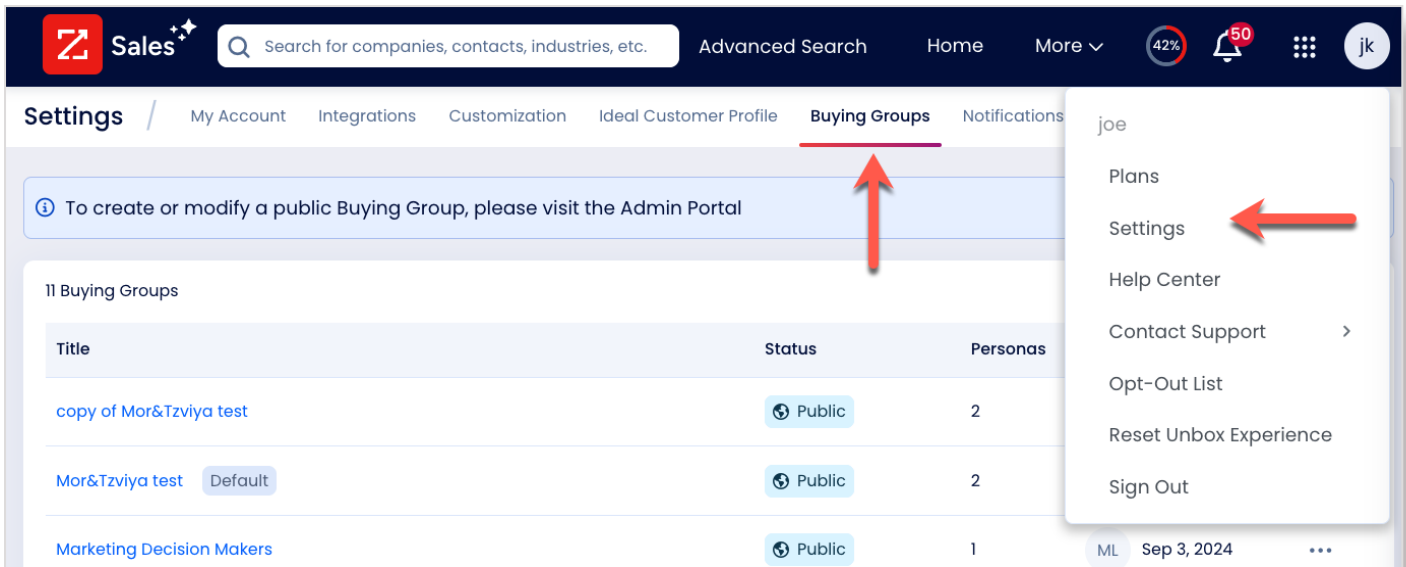 Sales Search for companies, contacts, industries, etc. Advanced Search Home More 42% 50 jk
Settings / My Account Integrations Customization Ideal Customer Profile Buying Groups Notifications
To create or modify a public Buying Group, please visit the Admin Portal
11 Buying Groups
Title Status Personas
copy of Mor&Tzviya test Public 2
Mor&Tzviya test Default Public 2
Marketing Decision Makers Public 1 ML Sep 3, 2024 •••
joe
Plans
Settings
Help Center
Contact Support
Opt-Out List
Reset Unbox Experience
Sign Out